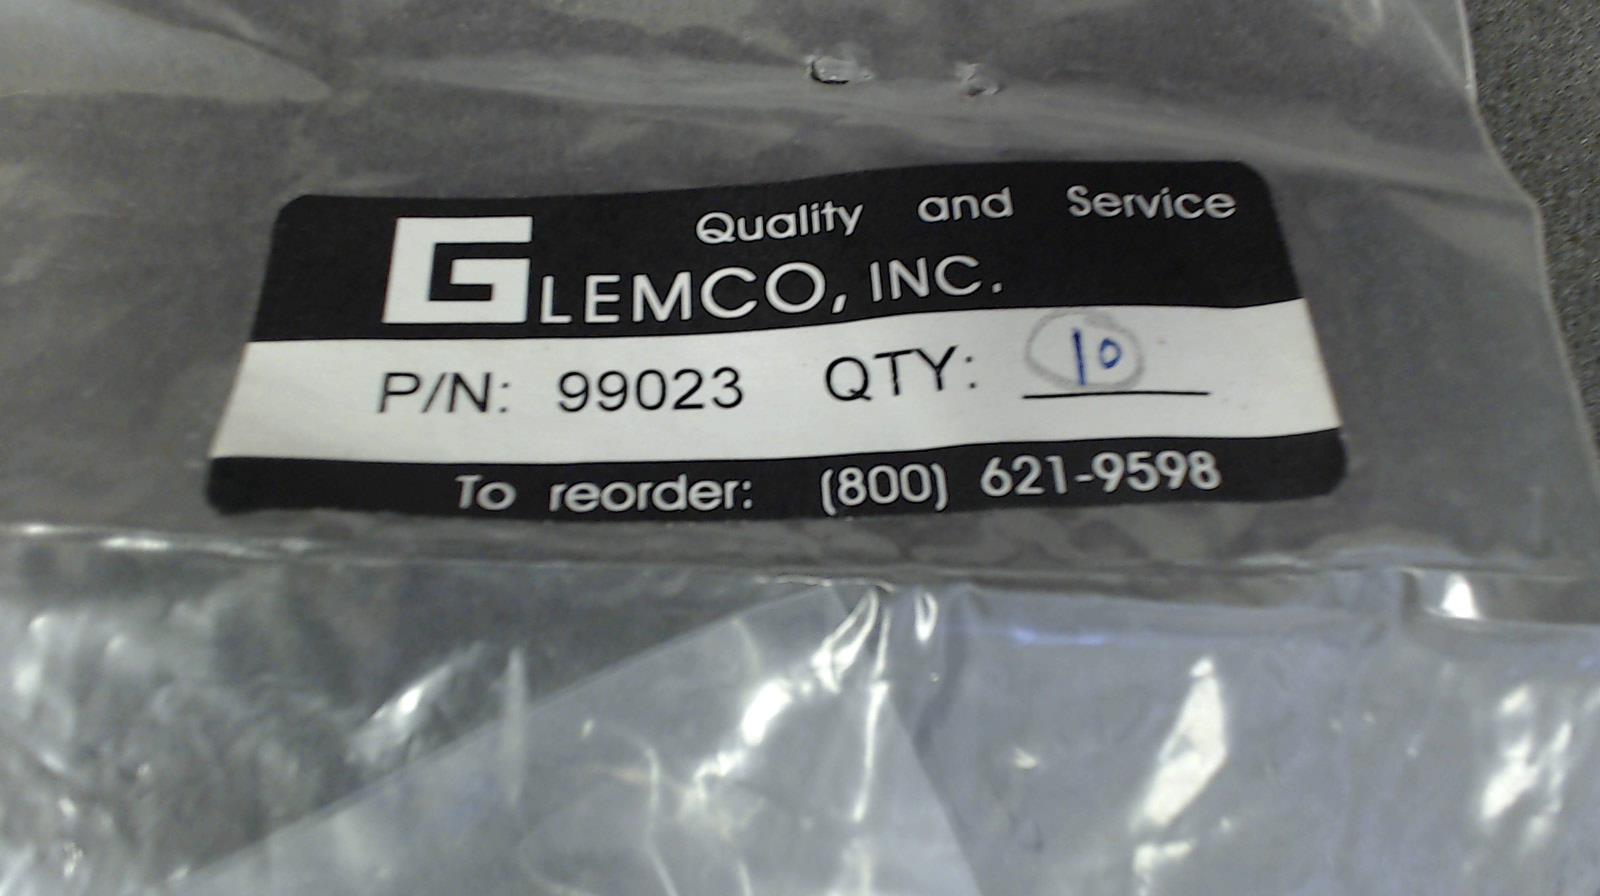 Quality and Service
GLEMCO, INC.
P/N: 99023 QTY: 10
To reorder: (800) 621-9598